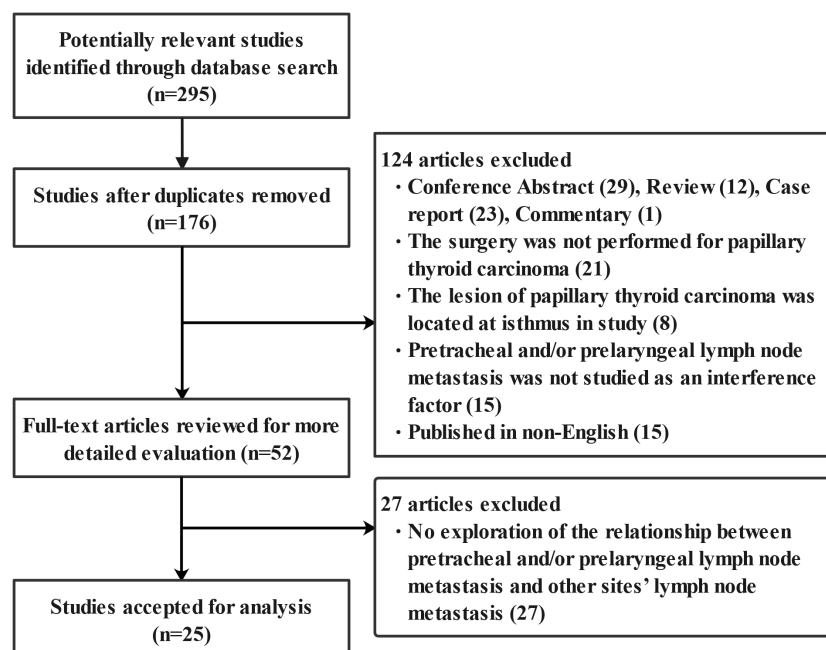 Potentially relevant studies
identified through database search
(n=295)
Studies after duplicates removed
(n=176)
124 articles excluded
· Conference Abstract (29), Review (12), Case
report (23), Commentary (1)
· The surgery was not performed for papillary
thyroid carcinoma (21)
· The lesion of papillary thyroid carcinoma was
located at isthmus in study (8)
· Pretracheal and/or prelaryngeal lymph node
metastasis was not studied as an interference
factor (15)
· Published in non-English (15)
Full-text articles reviewed for more
detailed evaluation (n=52)
27 articles excluded
· No exploration of the relationship between
pretracheal and/or prelaryngeal lymph node
metastasis and other sites’ lymph node
metastasis (27)
Studies accepted for analysis
(n=25)